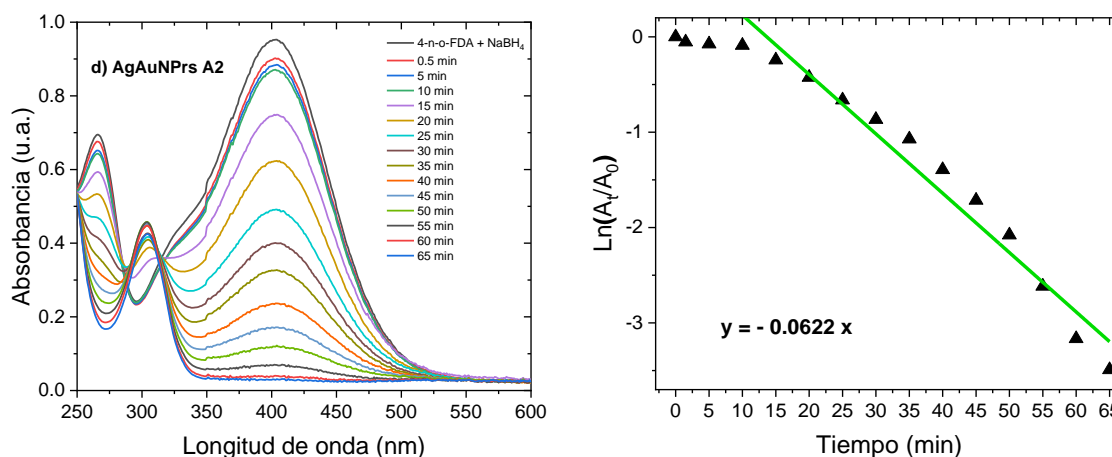 d) AgAuNPrs A2
4-n-o-FDA + NaBH₄
0.5 min
5 min
10 min
15 min
20 min
25 min
30 min
35 min
40 min
45 min
50 min
55 min
60 min
65 min
1.0
0.8
0.6
0.4
0.2
0.0
Absorbancia (u.a.)
250 300 350 400 450 500 550 600
Longitud de onda (nm)
0
-1
-2
-3
Ln(Aₜ/A₀)
y = - 0.0622 x
0 5 10 15 20 25 30 35 40 45 50 55 60 65
Tiempo (min)